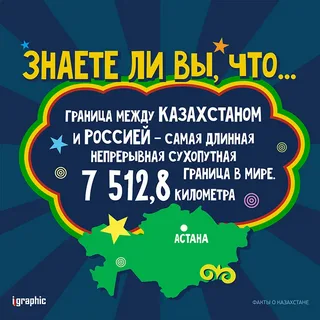 ЗНАЕТЕ ЛИ ВЫ, ЧТО...
ГРАНИЦА МЕЖДУ КАЗАХСТАНОМ
И РОССИЕЙ – САМАЯ ДЛИННАЯ
НЕПРЕРЫВНАЯ СУХОПУТНАЯ
ГРАНИЦА В МИРЕ.
7 512,8 КИЛОМЕТРА
АСТАНА
igraphic
ФАКТЫ О КАЗАХСТАНЕ